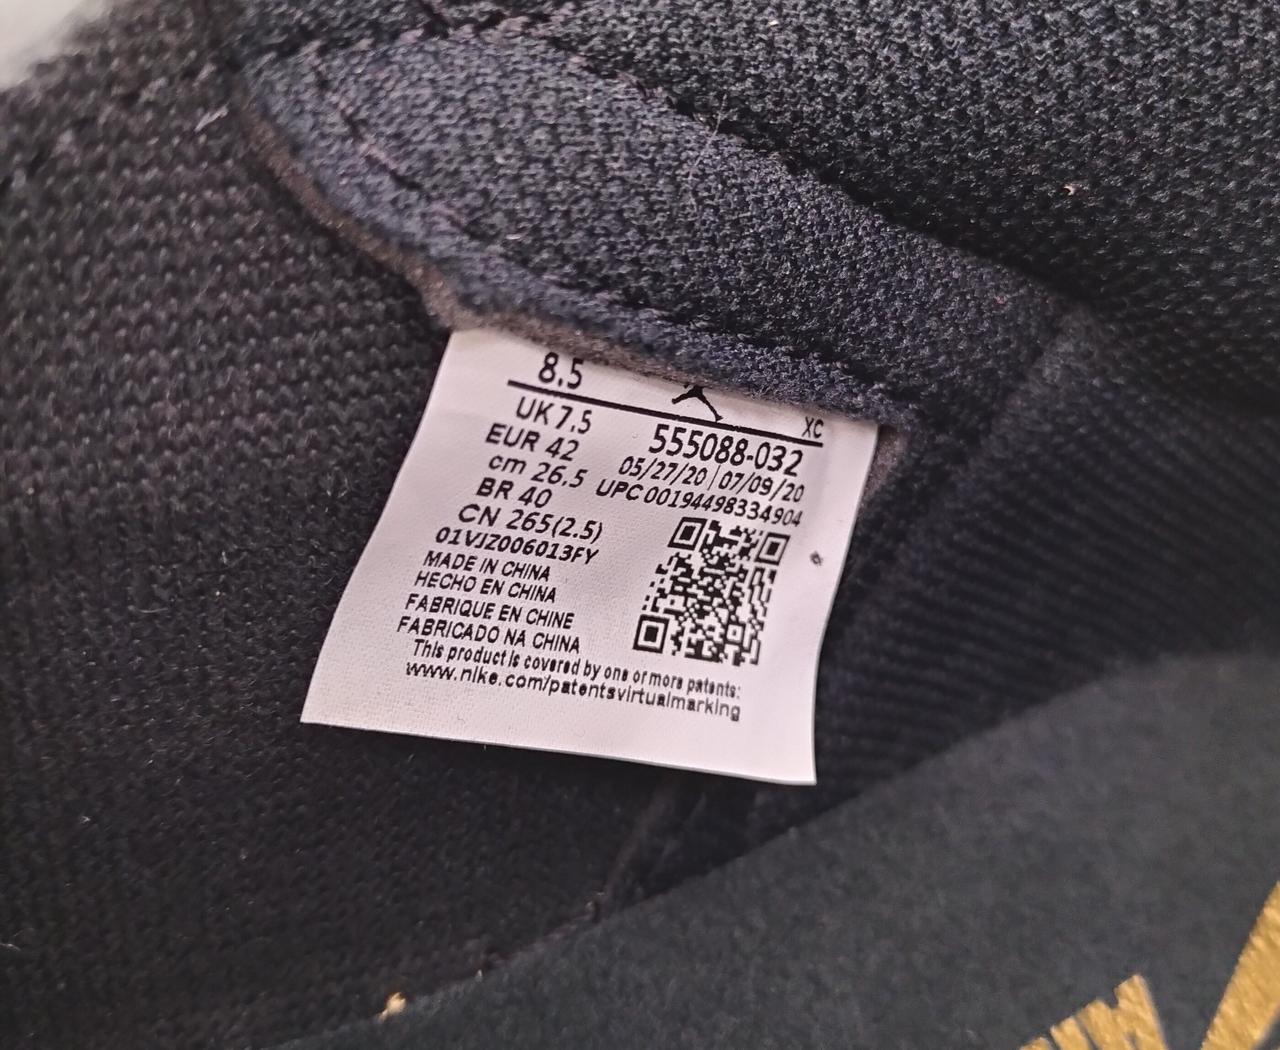 8.5
XC
UK 7.5
EUR 42
cm 26.5
BR 40
CN 265(2.5)
01VJZ006013FY
MADE IN CHINA
HECHO EN CHINA
FABRIQUE EN CHINE
FABRICADO NA CHINA
555088-032
05/27/20 | 07/09/20
UPC 00194498334904
This product is covered by one or more patents:
www.nike.com/patentsvirtualmarking